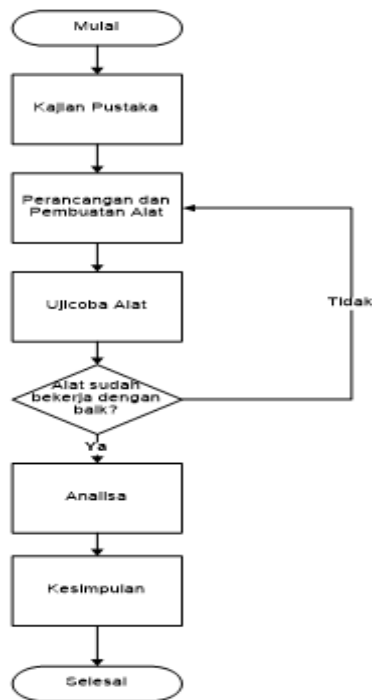 Mulai
Kajian Pustaka
Perancangan dan
Pembuatan Alat
Ujicoba Alat
Tidak
Alat sudah
bekerja dengan
baik?
Ya
Analisa
Kesimpulan
Selesai